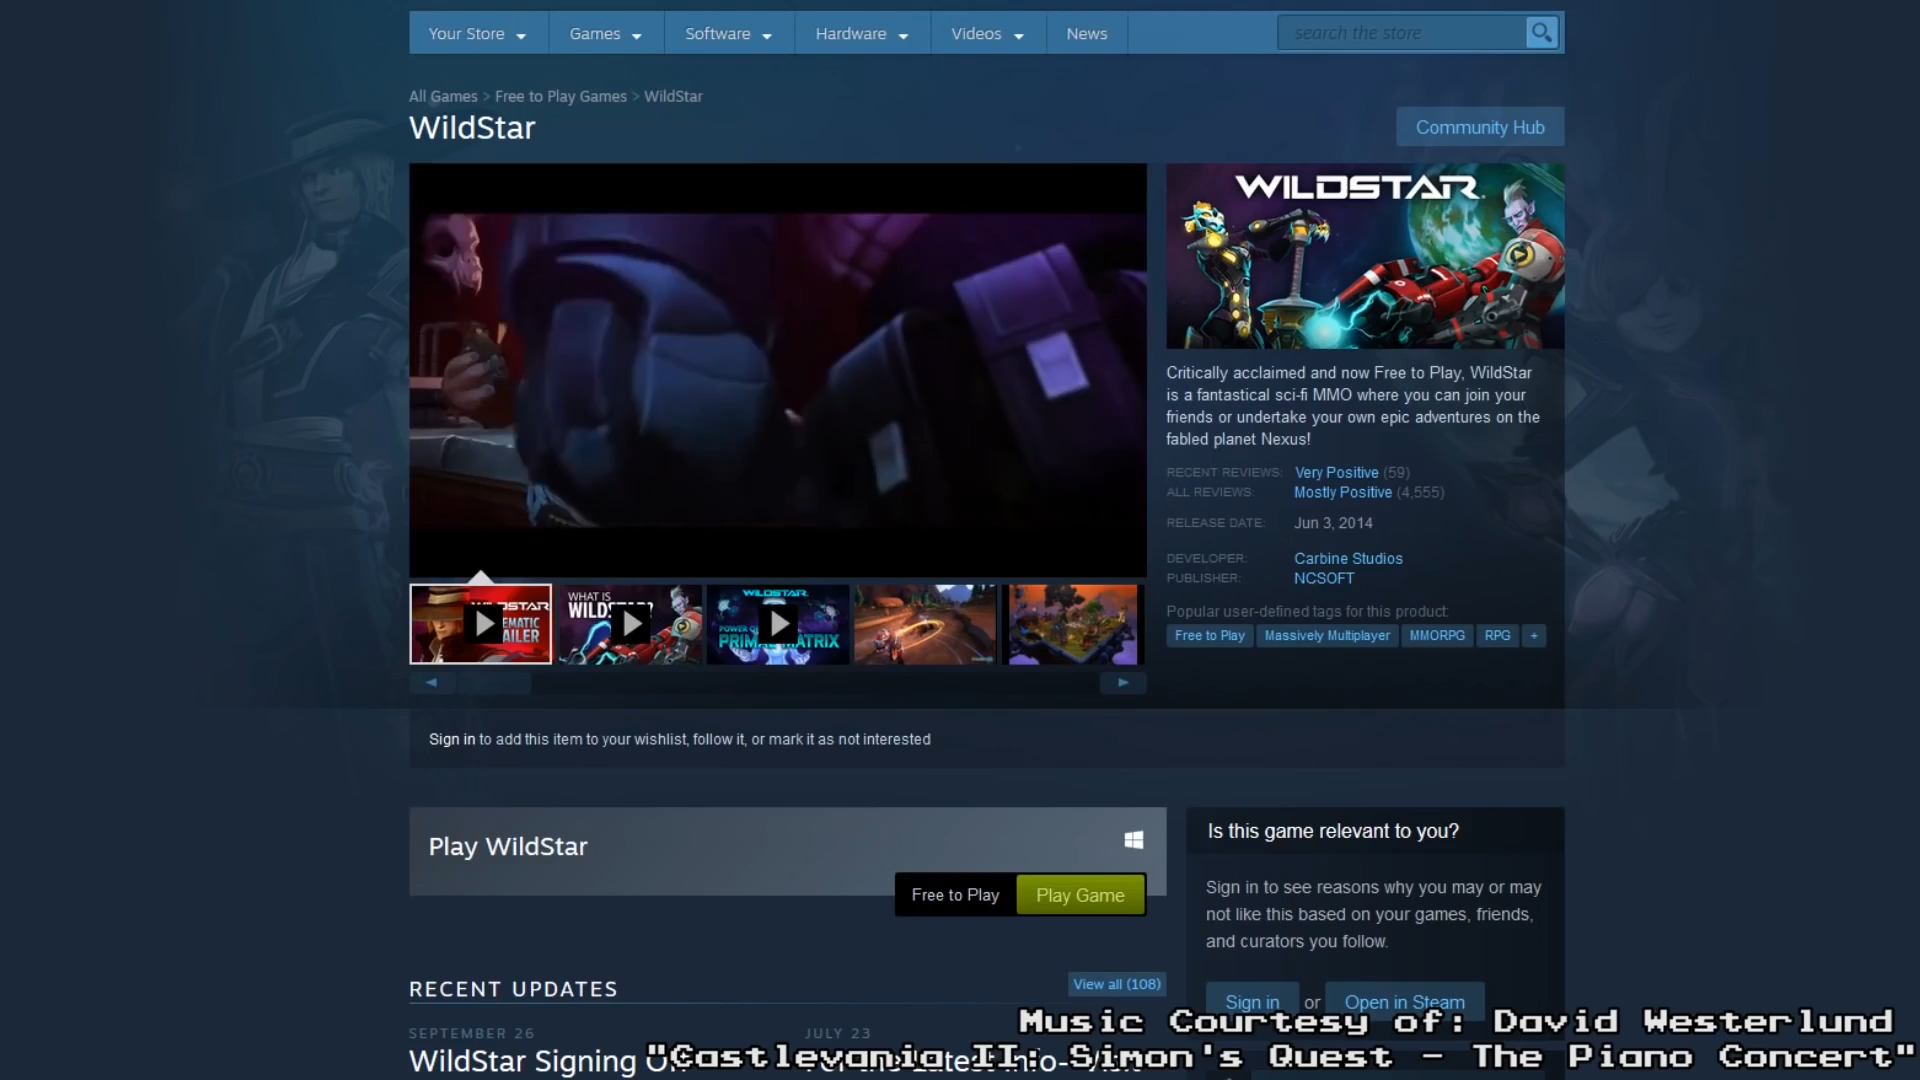 Your Store Games Software Hardware Videos News search the store
All Games > Free to Play Games > WildStar
WildStar
Community Hub
WILDSTAR
Critically acclaimed and now Free to Play, WildStar
is a fantastical sci-fi MMO where you can join your
friends or undertake your own epic adventures on the
fabled planet Nexus!
RECENT REVIEWS: Very Positive (59)
ALL REVIEWS: Mostly Positive (4,555)
RELEASE DATE: Jun 3, 2014
DEVELOPER: Carbine Studios
PUBLISHER: NCSOFT
Popular user-defined tags for this product:
Free to Play Massively Multiplayer MMORPG RPG +
WHAT IS
WILDSTAR
Sign in to add this item to your wishlist, follow it, or mark it as not interested
Play WildStar
Free to Play Play Game
Is this game relevant to you?
Sign in to see reasons why you may or may
not like this based on your games, friends,
and curators you follow.
Sign in or Open in Steam
RECENT UPDATES
View all (108)
SEPTEMBER 26
WildStar Signing
JULY 23
Music Courtesy of: David Westerlund
"Castlevania II: Simon's Quest - The Piano Concert"